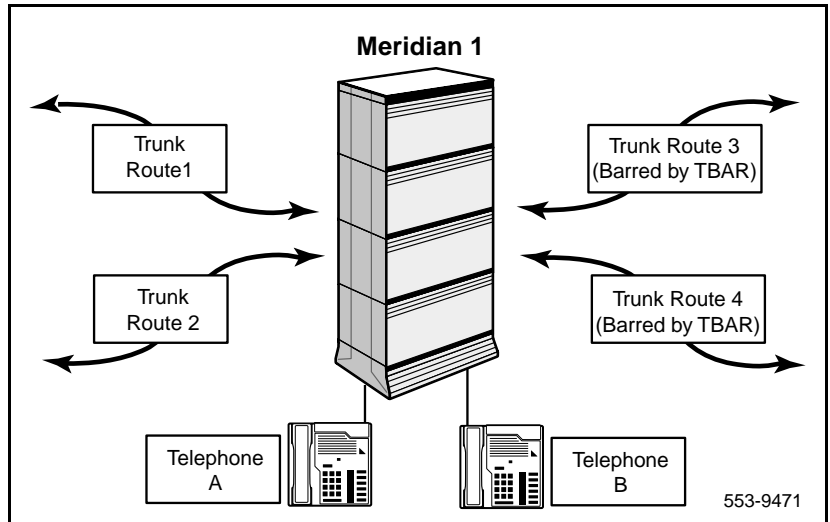 Meridian 1
Trunk
Route1
Trunk Route 3
(Barred by TBAR)
Trunk
Route 2
Trunk Route 4
(Barred by TBAR)
Telephone
A
Telephone
B
553-9471